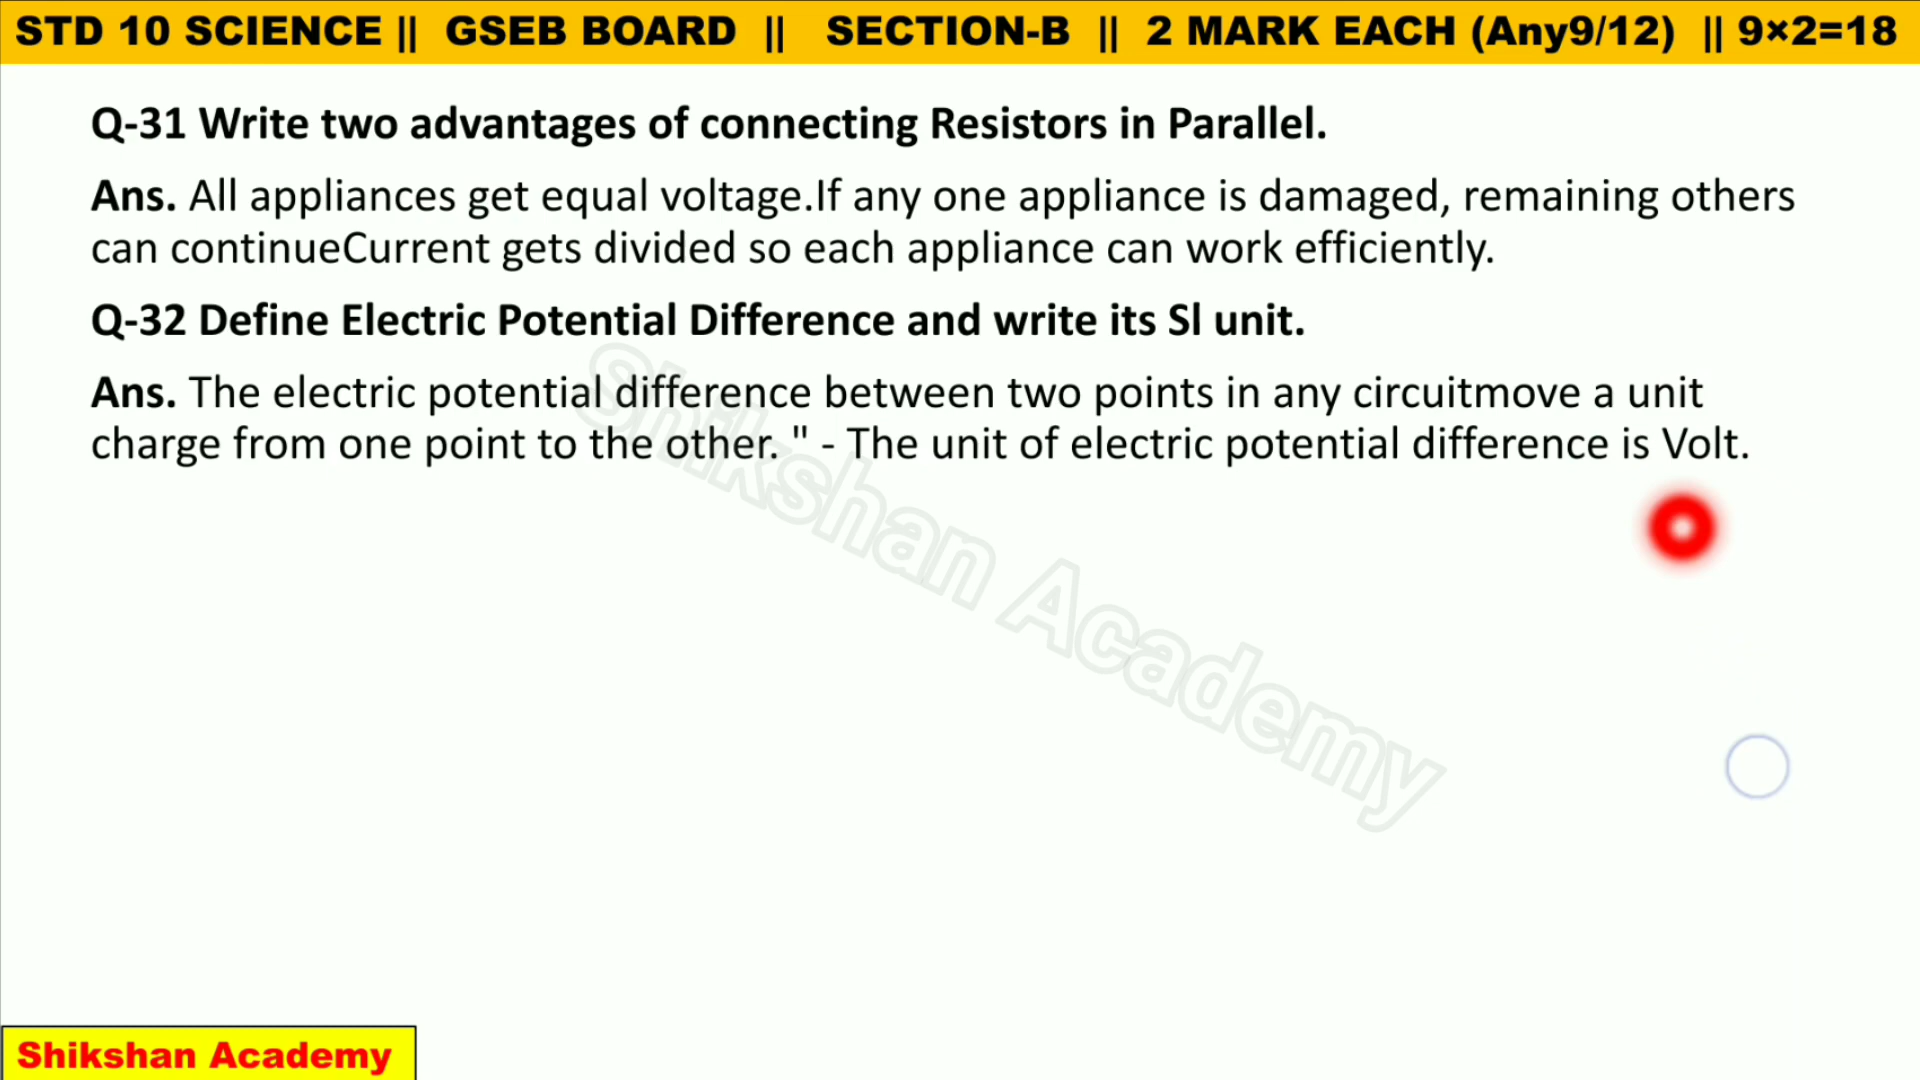 STD 10 SCIENCE || GSEB BOARD || SECTION-B || 2 MARK EACH (Any9/12) || 9×2=18
Q-31 Write two advantages of connecting Resistors in Parallel.
Ans. All appliances get equal voltage.If any one appliance is damaged, remaining others
can continueCurrent gets divided so each appliance can work efficiently.
Q-32 Define Electric Potential Difference and write its Sl unit.
Ans. The electric potential difference between two points in any circuitmove a unit
charge from one point to the other. " - The unit of electric potential difference is Volt.
Shikshan Academy
Shikshan Academy